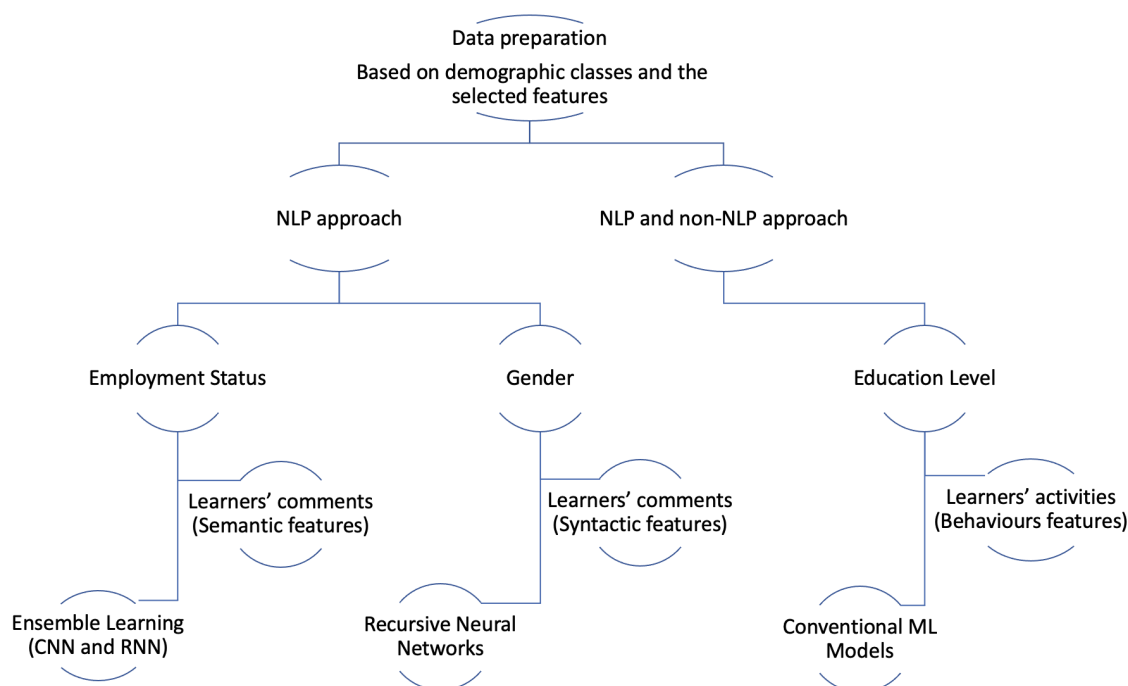 Data preparation
Based on demographic classes and the
selected features
NLP approach
NLP and non-NLP approach
Employment Status
Gender
Education Level
Learners’ comments
(Semantic features)
Learners’ comments
(Syntactic features)
Learners’ activities
(Behaviours features)
Ensemble Learning
(CNN and RNN)
Recursive Neural
Networks
Conventional ML
Models